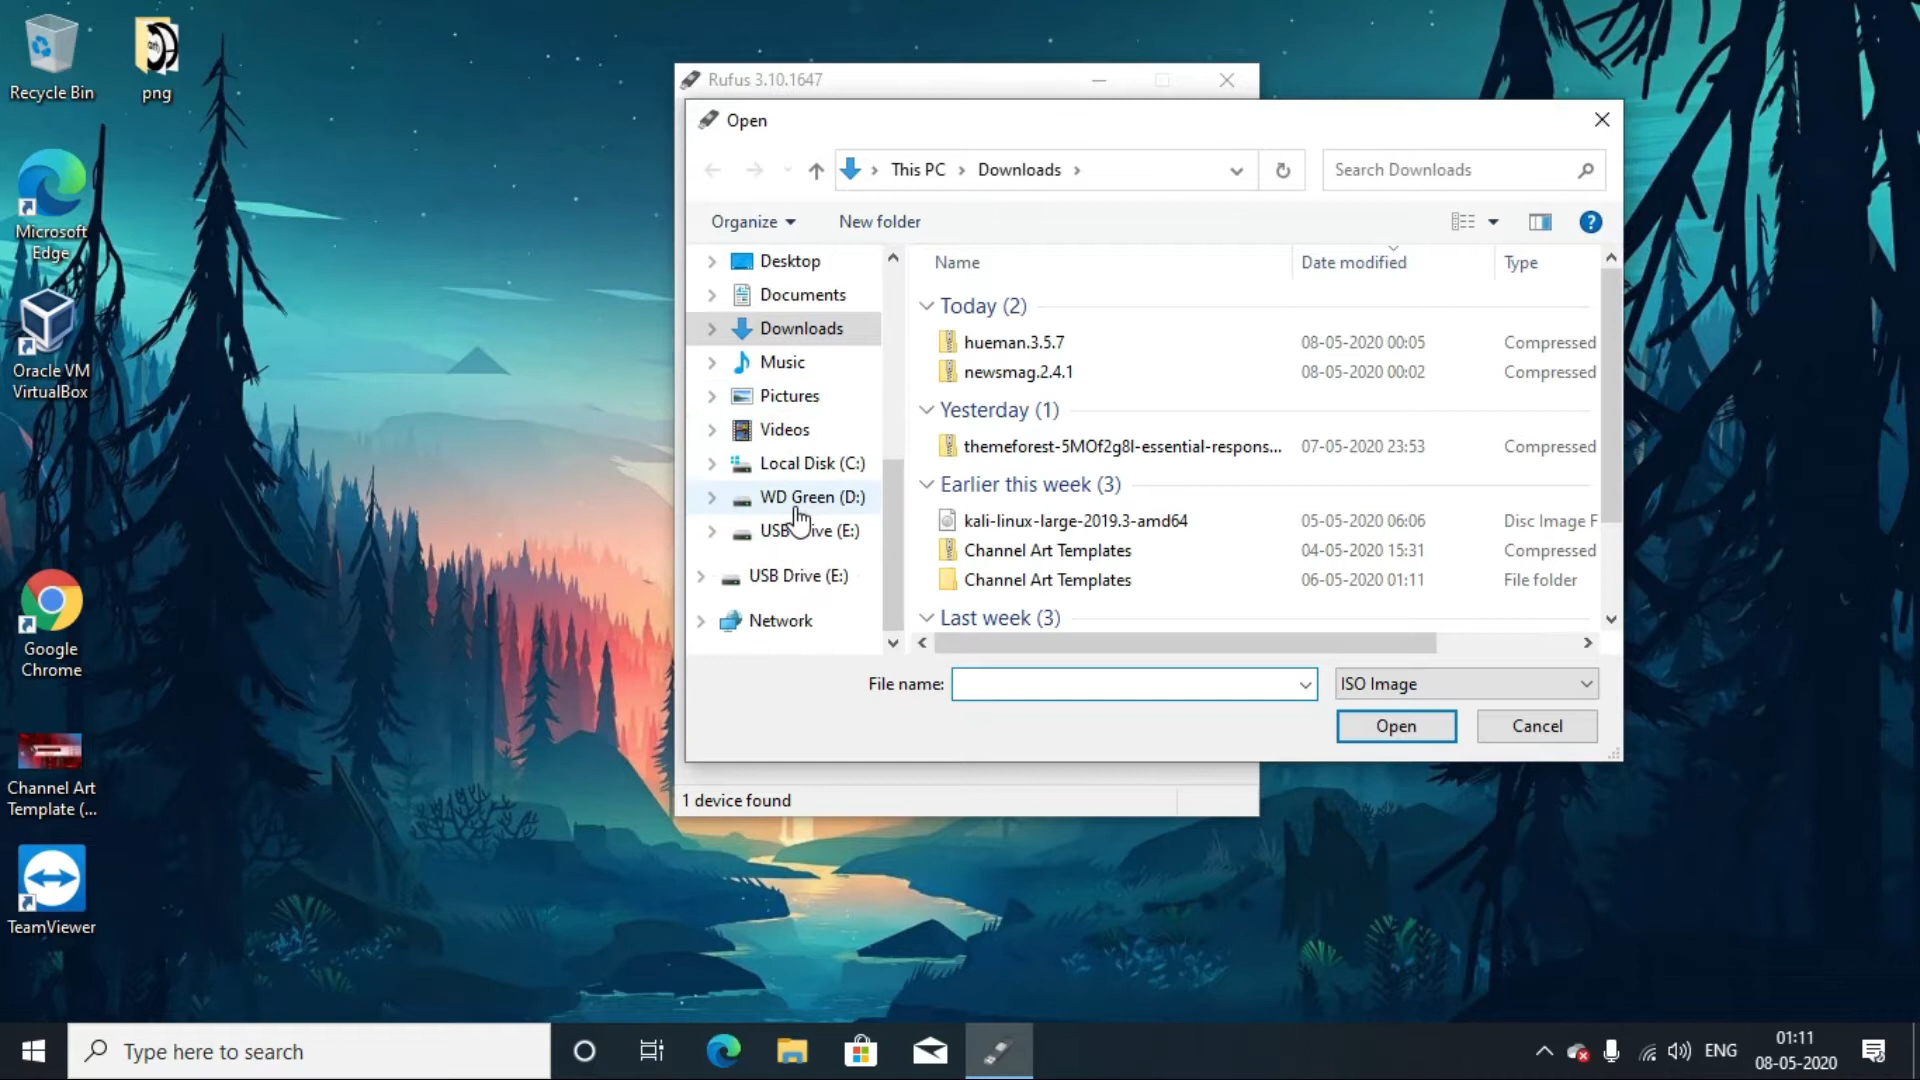 Recycle Bin
png
Microsoft
Edge
Oracle VM
VirtualBox
Google
Chrome
Channel Art
Template (...
TeamViewer
Rufus 3.10.1647
Open
This PC
Downloads
Search Downloads
Organize
New folder
Desktop
Documents
Downloads
Music
Pictures
Videos
Local Disk (C:)
WD Green (D:)
USB Drive (E:)
USB Drive (E:)
Network
Name Date modified Type
Today (2)
hueman.3.5.7 08-05-2020 00:05 Compressed
newsmag.2.4.1 08-05-2020 00:02 Compressed
Yesterday (1)
themeforest-5MOf2g8l-essential-respons... 07-05-2020 23:53 Compressed
Earlier this week (3)
kali-linux-large-2019.3-amd64 05-05-2020 06:06 Disc Image F
Channel Art Templates 04-05-2020 15:31 Compressed
Channel Art Templates 06-05-2020 01:11 File folder
Last week (3)
File name:
ISO Image
Open
Cancel
1 device found
Type here to search
ENG
01:11
08-05-2020